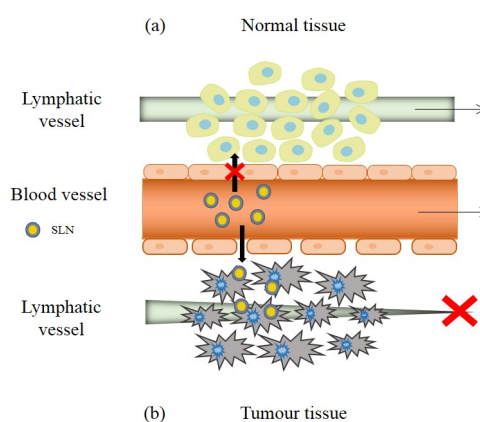 (a) Normal tissue
Lymphatic
vessel
Blood vessel
SLN
Lymphatic
vessel
(b) Tumour tissue